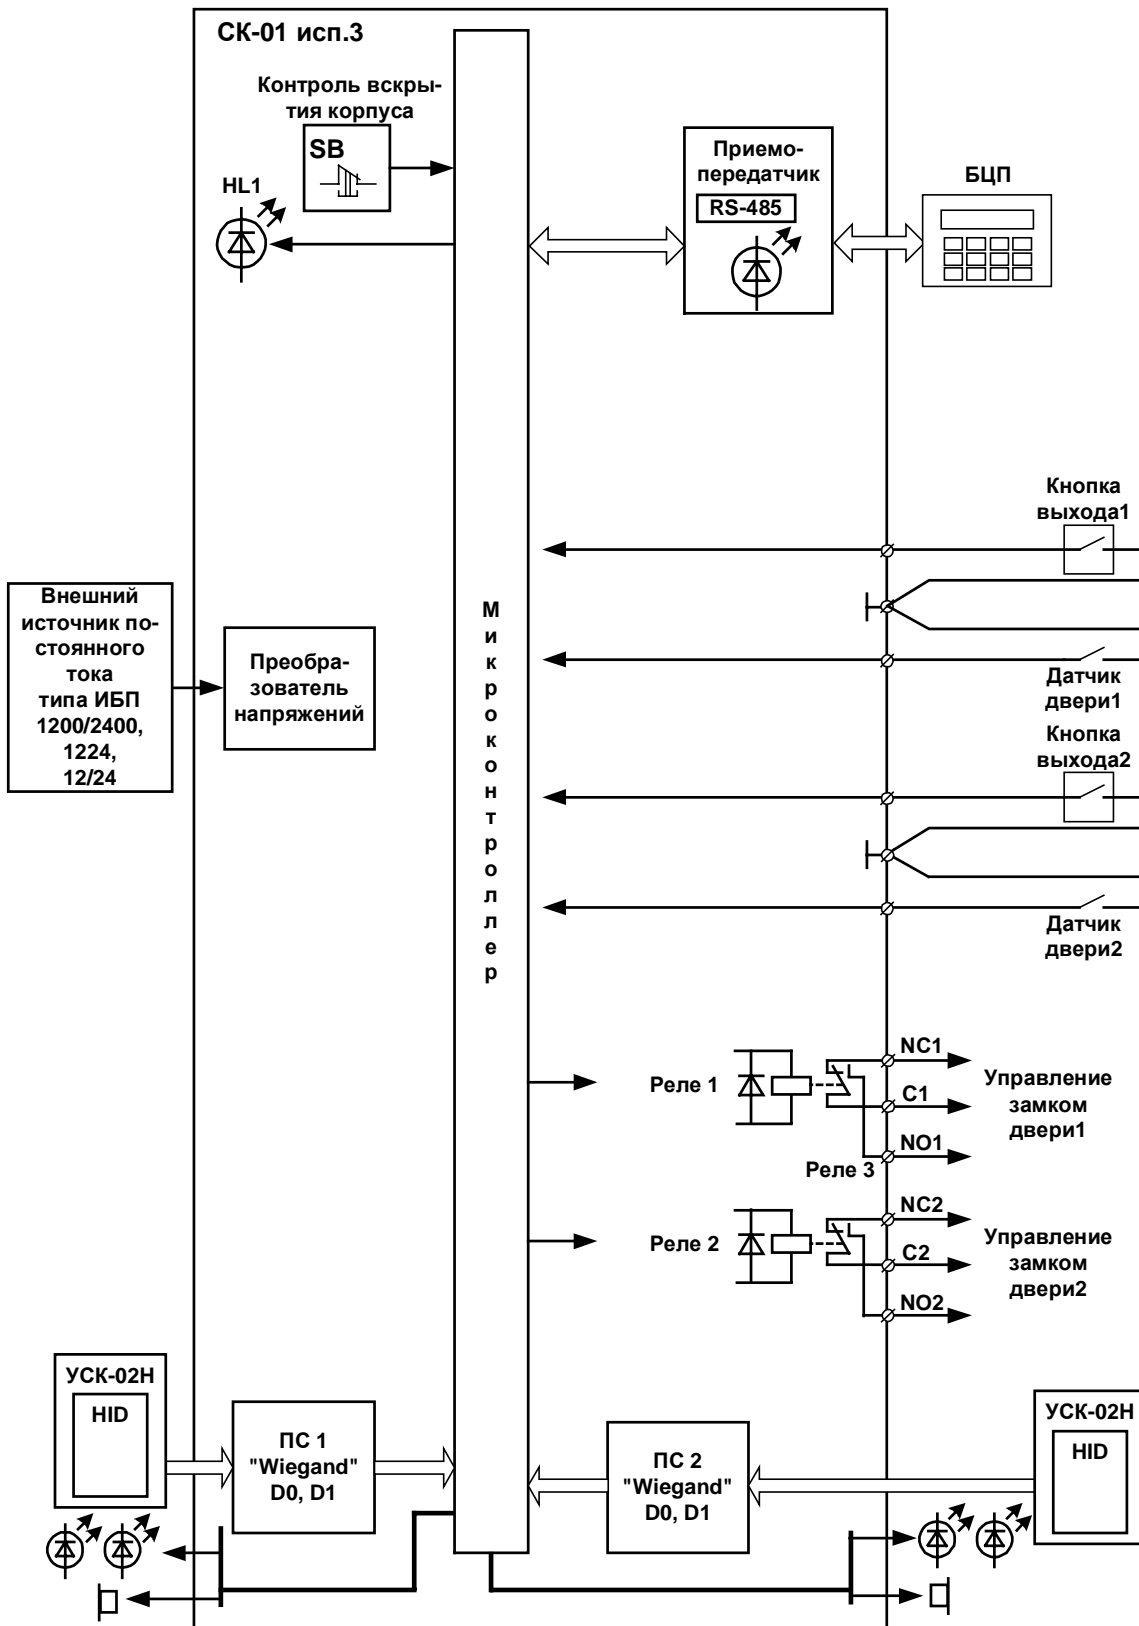 СК-01 исп.3
Контроль вскры-
тия корпуса
SB
HL1
Приемо-
передатчик
RS-485
БЦП
Кнопка
выхода1
Внешний
источник по-
стоянного
тока
типа ИБП
1200/2400,
1224,
12/24
Преобра-
зователь
напряжений
Микроконтроллер
Датчик
двери1
Кнопка
выхода2
Датчик
двери2
Реле 1
NC1
C1
NO1
Управление
замком
двери1
Реле 3
Реле 2
NC2
C2
NO2
Управление
замком
двери2
УСК-02Н
HID
ПС 1
"Wiegand"
D0, D1
ПС 2
"Wiegand"
D0, D1
УСК-02Н
HID